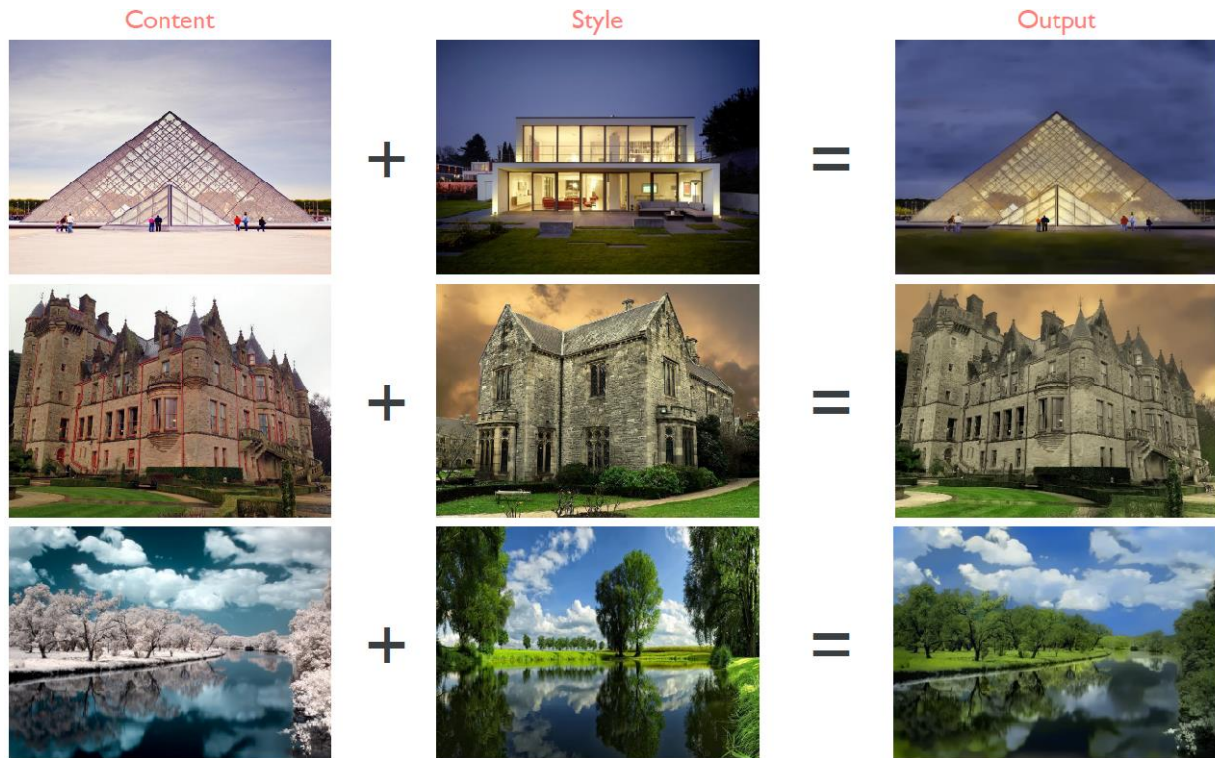 Content Style Output
+ =
+ =
+ =